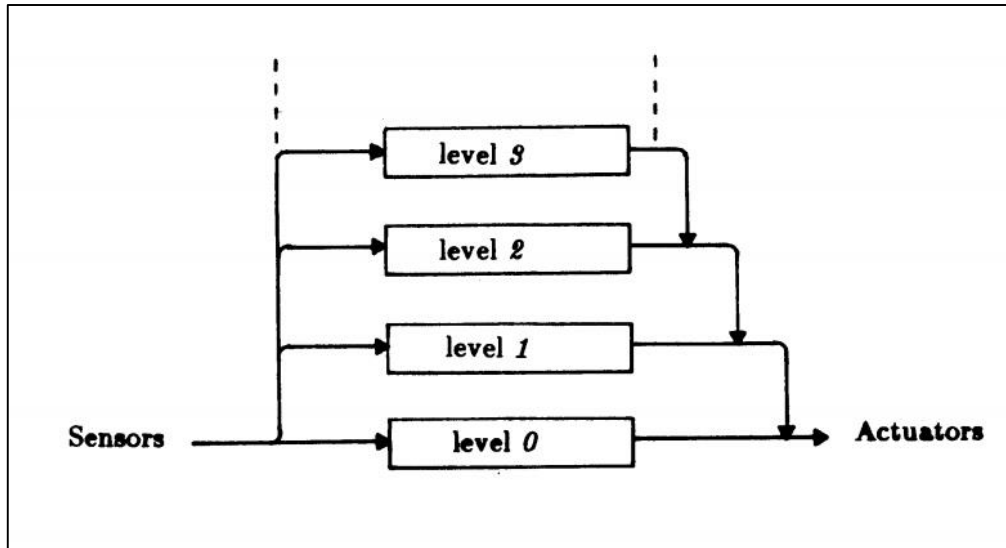 level 3
level 2
level 1
Sensors
level 0
Actuators